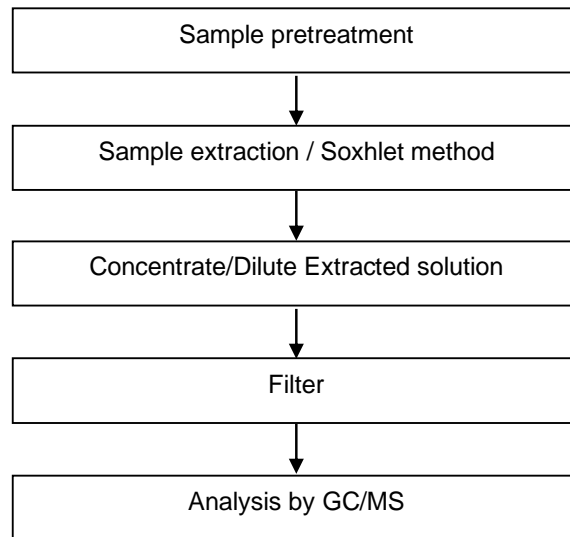 Sample pretreatment
Sample extraction / Soxhlet method
Concentrate/Dilute Extracted solution
Filter
Analysis by GC/MS